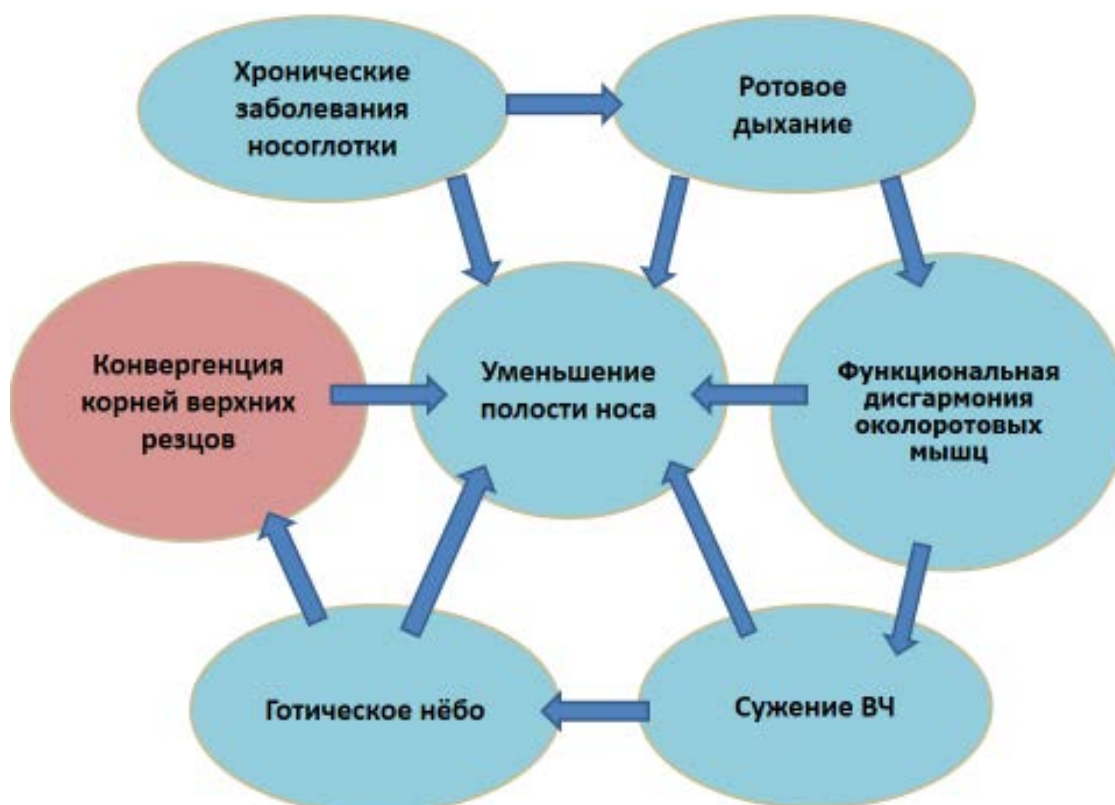 Хронические
заболевания
носоглотки
Ротовое
дыхание
Конвергенция
корней верхних
резцов
Уменьшение
полости носа
Функциональная
дисгармония
околоротовых
мышц
Готическое нёбо
Сужение ВЧ